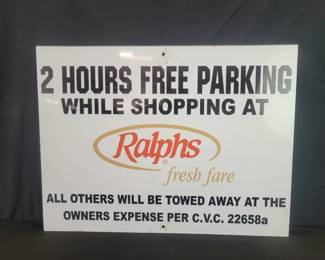 2 HOURS FREE PARKING
WHILE SHOPPING AT
Ralphs
fresh fare
ALL OTHERS WILL BE TOWED AWAY AT THE
OWNERS EXPENSE PER C.V.C. 22658a